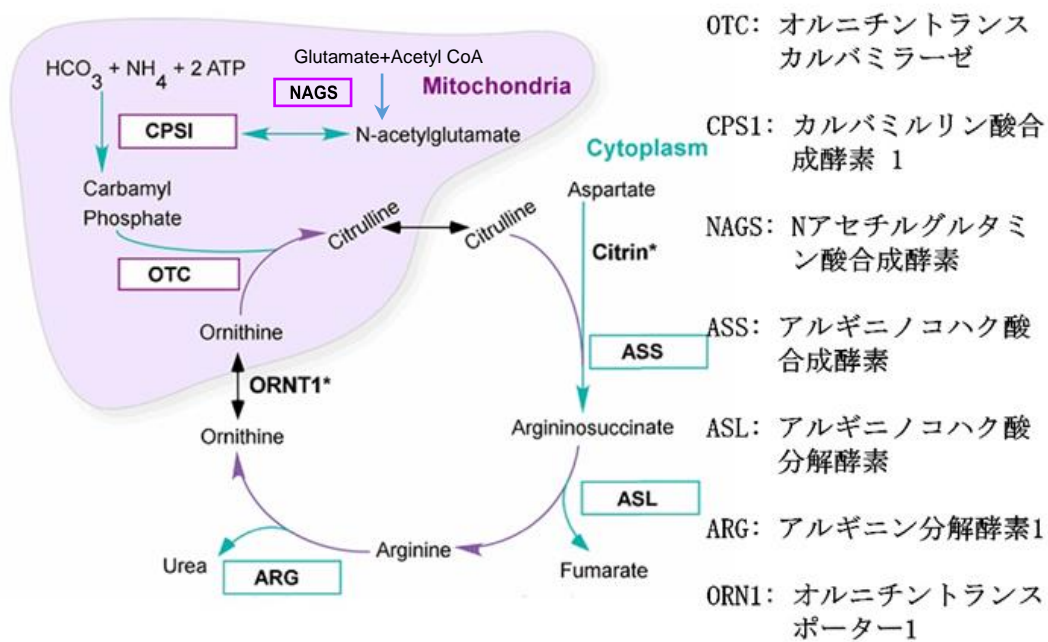 HCO3 + NH4 + 2 ATP
Glutamate+Acetyl CoA
NAGS
Mitochondria
CPSI
N-acetylglutamate
Cytoplasm
Carbamyl
Phosphate
Aspartate
Citrulline
Citrulline
Citrin*
OTC
Ornithine
ASS
ORNT1*
Ornithine
Argininosuccinate
ASL
Arginine
Urea
ARG
Fumarate
OTC: オルニチントランス
カルバミラーゼ
CPS1: カルバミルリン酸合
成酵素 1
NAGS: Nアセチルグルタミ
ン酸合成酵素
ASS: アルギニノコハク酸
合成酵素
ASL: アルギニノコハク酸
分解酵素
ARG: アルギニン分解酵素1
ORN1: オルニチントランス
ポーター1